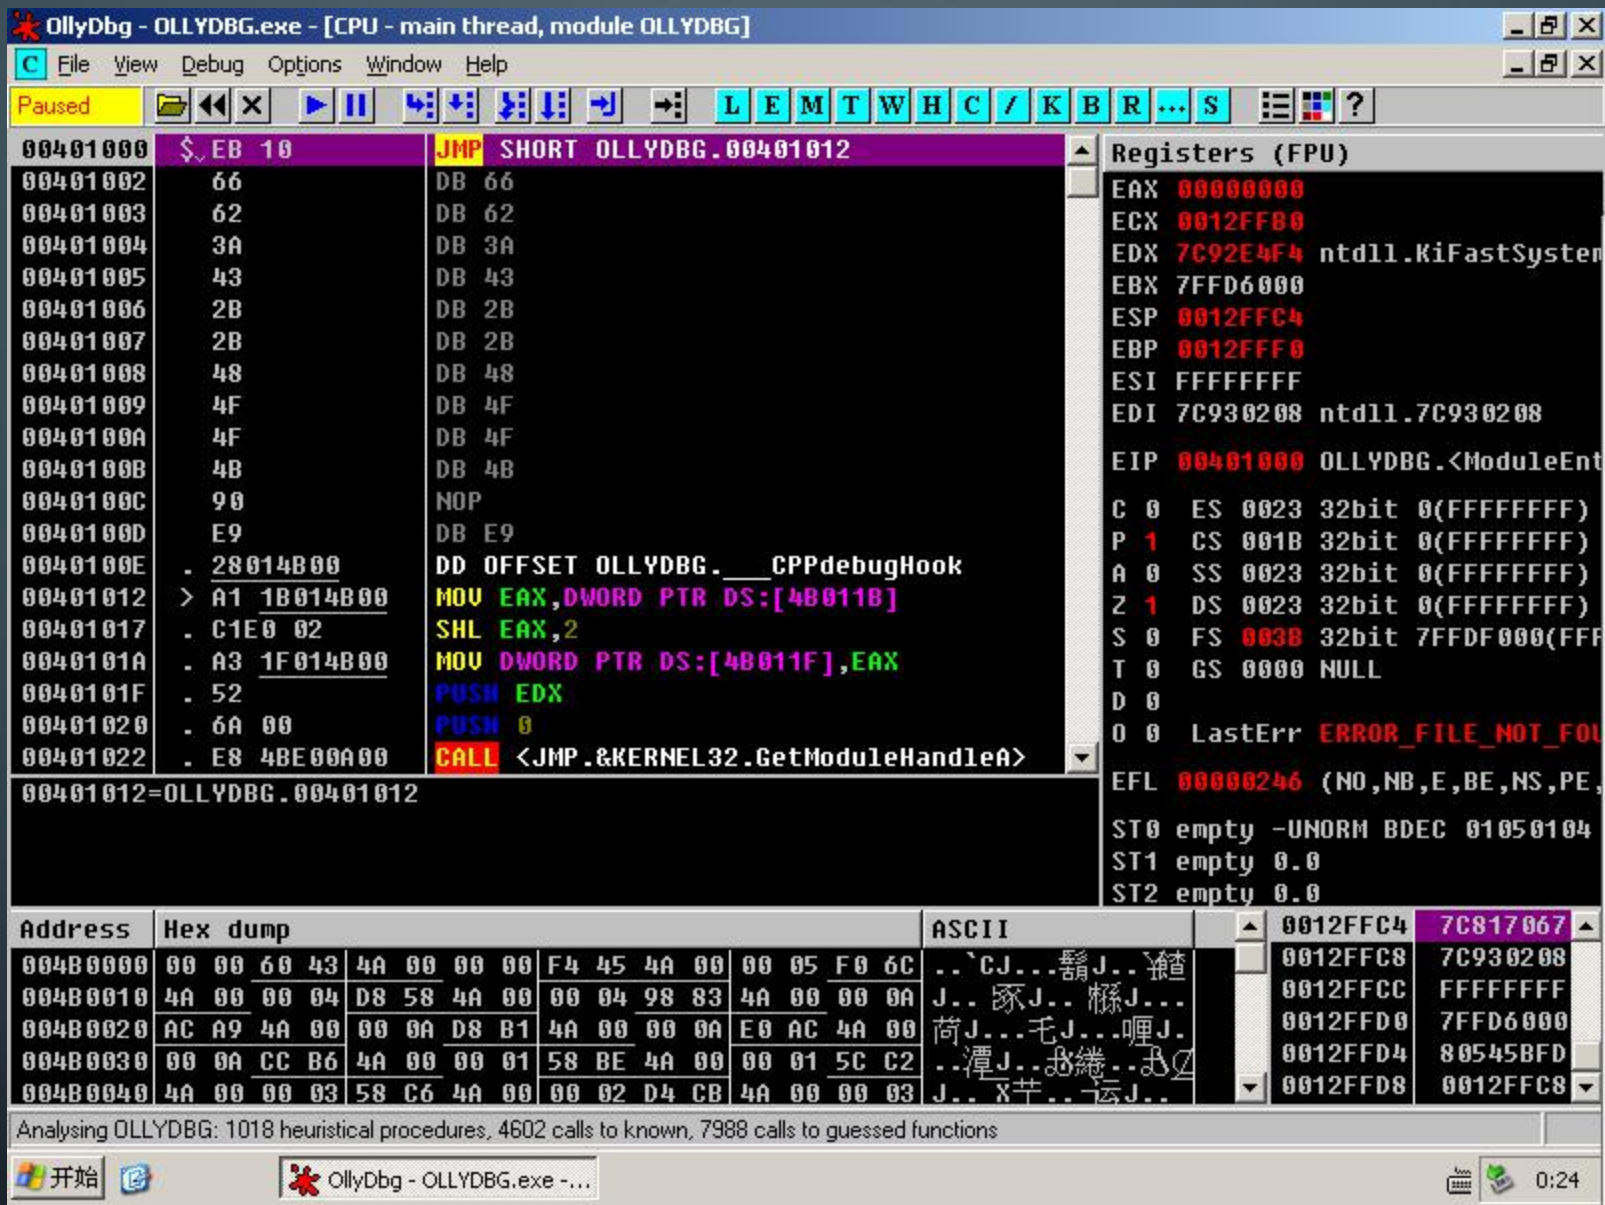 OllyDbg - OLLYDBG.exe - [CPU - main thread, module OLLYDBG]
C File View Debug Options Window Help
Paused L E M T W H C / K B R ... S ?
00401000 $ EB 10 JMP SHORT OLLYDBG.00401012
00401002 66 DB 66
00401003 62 DB 62
00401004 3A DB 3A
00401005 43 DB 43
00401006 2B DB 2B
00401007 2B DB 2B
00401008 48 DB 48
00401009 4F DB 4F
0040100A 4F DB 4F
0040100B 4B DB 4B
0040100C 90 NOP
0040100D E9 DB E9
0040100E . 28014B00 DD OFFSET OLLYDBG.___CPPdebugHook
00401012 > A1 1B014B00 MOV EAX,DWORD PTR DS:[4B011B]
00401017 . C1E0 02 SHL EAX,2
0040101A . A3 1F014B00 MOV DWORD PTR DS:[4B011F],EAX
0040101F . 52 PUSH EDX
00401020 . 6A 00 PUSH 0
00401022 . E8 4BE00A00 CALL <JMP.&KERNEL32.GetModuleHandleA>
00401012=OLLYDBG.00401012
Registers (FPU)
EAX 00000000
ECX 0012FFB0
EDX 7C92E4F4 ntdll.KiFastSystem
EBX 7FFD6000
ESP 0012FFC4
EBP 0012FFF0
ESI FFFFFFFF
EDI 7C930208 ntdll.7C930208
EIP 00401000 OLLYDBG.<ModuleEnt
C 0 ES 0023 32bit 0(FFFFFFFF)
P 1 CS 001B 32bit 0(FFFFFFFF)
A 0 SS 0023 32bit 0(FFFFFFFF)
Z 1 DS 0023 32bit 0(FFFFFFFF)
S 0 FS 003B 32bit 7FFDF000(FFF
T 0 GS 0000 NULL
D 0
O 0 LastErr ERROR_FILE_NOT_FOU
EFL 00000246 (NO,NB,E,BE,NS,PE,
ST0 empty -UNORM BDEC 01050104
ST1 empty 0.0
ST2 empty 0.0
Address Hex dump ASCII
004B0000 00 00 60 43 4A 00 00 00 F4 45 4A 00 00 05 F0 6C
004B0010 4A 00 00 04 D8 58 4A 00 00 04 98 83 4A 00 00 0A
004B0020 AC A9 4A 00 00 0A D8 B1 4A 00 00 0A E0 AC 4A 00
004B0030 00 0A CC B6 4A 00 00 01 58 BE 4A 00 00 01 5C C2
004B0040 4A 00 00 03 58 C6 4A 00 00 02 D4 CB 4A 00 00 03
0012FFC4 7C817067
0012FFC8 7C930208
0012FFCC FFFFFFFF
0012FFD0 7FFD6000
0012FFD4 80545BFD
0012FFD8 0012FFC8
Analysing OLLYDBG: 1018 heuristical procedures, 4602 calls to known, 7988 calls to guessed functions
开始 OllyDbg - OLLYDBG.exe -... 0:24